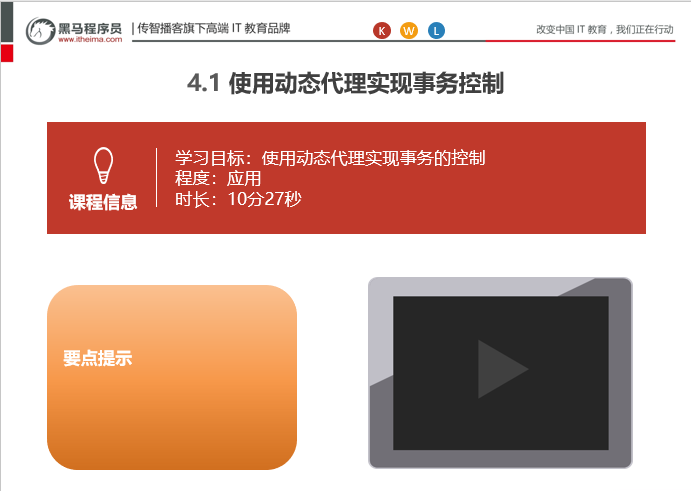 黑马程序员
www.itheima.com
传智播客旗下高端 IT 教育品牌
K W L
改变中国 IT 教育，我们正在行动
4.1 使用动态代理实现事务控制
课程信息
学习目标：使用动态代理实现事务的控制
程度：应用
时长：10分27秒
要点提示